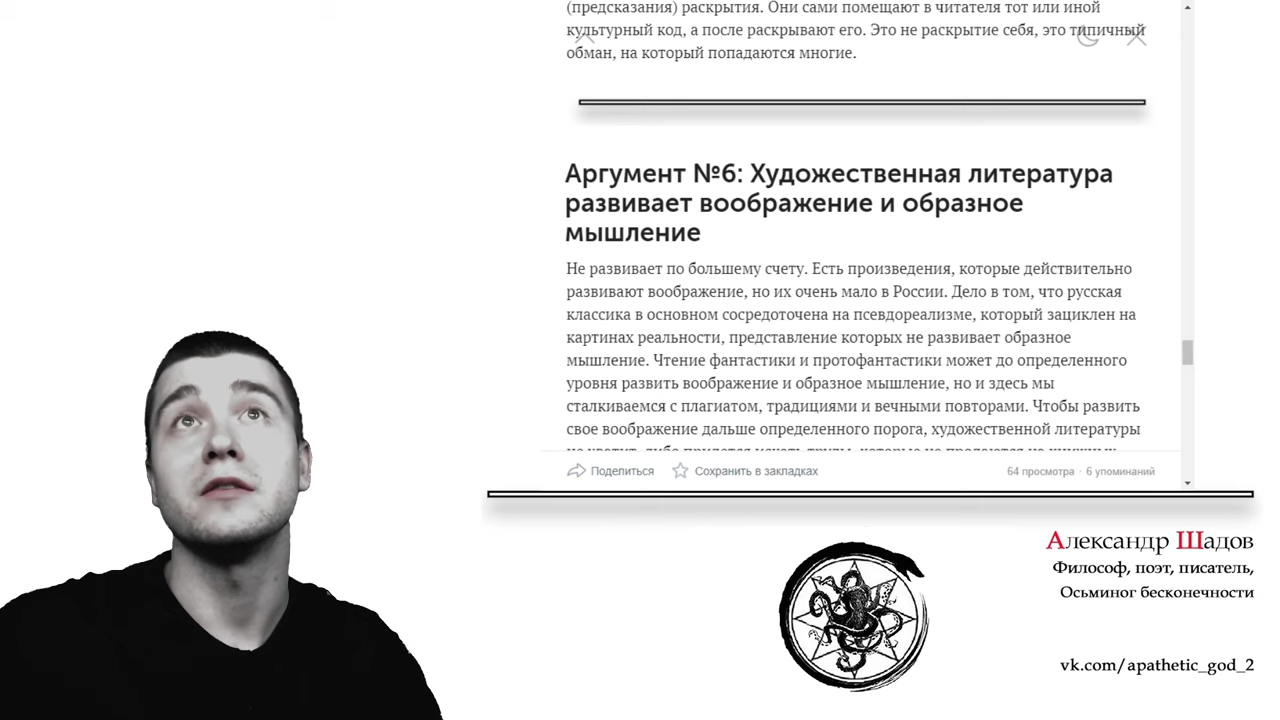 (предсказания) раскрытия. Они сами помещают в читателя тот или иной
культурный код, а после раскрывают его. Это не раскрытие себя, это типичный
обман, на который попадаются многие.
Аргумент №6: Художественная литература
развивает воображение и образное
мышление
Не развивает по большему счету. Есть произведения, которые действительно
развивают воображение, но их очень мало в России. Дело в том, что русская
классика в основном сосредоточена на псевдореализме, который зациклен на
картинах реальности, представление которых не развивает образное
мышление. Чтение фантастики и протофантастики может до определенного
уровня развить воображение и образное мышление, но и здесь мы
сталкиваемся с плагиатом, традициями и вечными повторами. Чтобы развить
свое воображение дальше определенного порога, художественной литературы
Поделиться Сохранить в закладках 64 просмотра · 6 упоминаний
Александр Шадов
Философ, поэт, писатель,
Осьминог бесконечности
vk.com/apathetic_god_2